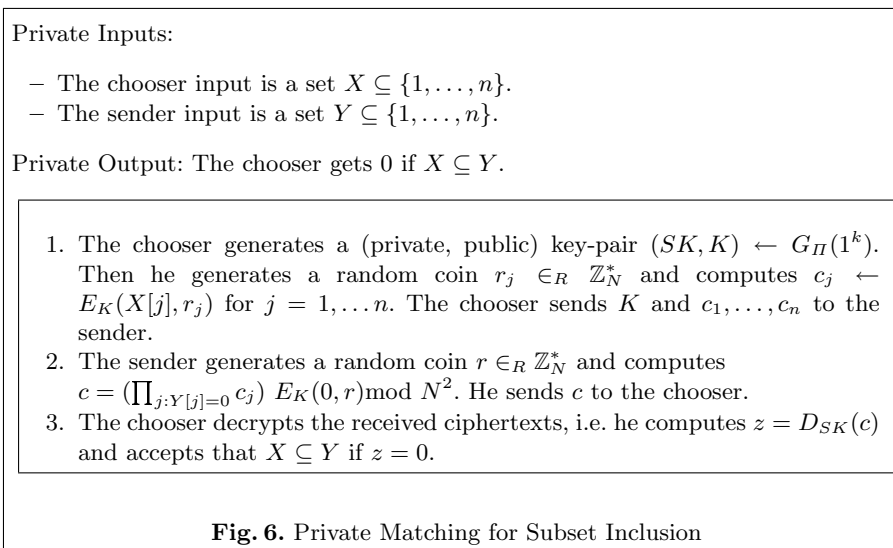 Private Inputs:
– The chooser input is a set X ⊆ {1, . . . , n}.
– The sender input is a set Y ⊆ {1, . . . , n}.
Private Output: The chooser gets 0 if X ⊆ Y.
1. The chooser generates a (private, public) key-pair (SK, K) ← G_Π(1^k).
Then he generates a random coin r_j ∈_R ℤ*_N and computes c_j ←
E_K(X[j], r_j) for j = 1, . . . n. The chooser sends K and c_1, . . . , c_n to the
sender.
2. The sender generates a random coin r ∈_R ℤ*_N and computes
c = (∏_{j:Y[j]=0} c_j) E_K(0, r)mod N^2. He sends c to the chooser.
3. The chooser decrypts the received ciphertexts, i.e. he computes z = D_{SK}(c)
and accepts that X ⊆ Y if z = 0.
Fig. 6. Private Matching for Subset Inclusion